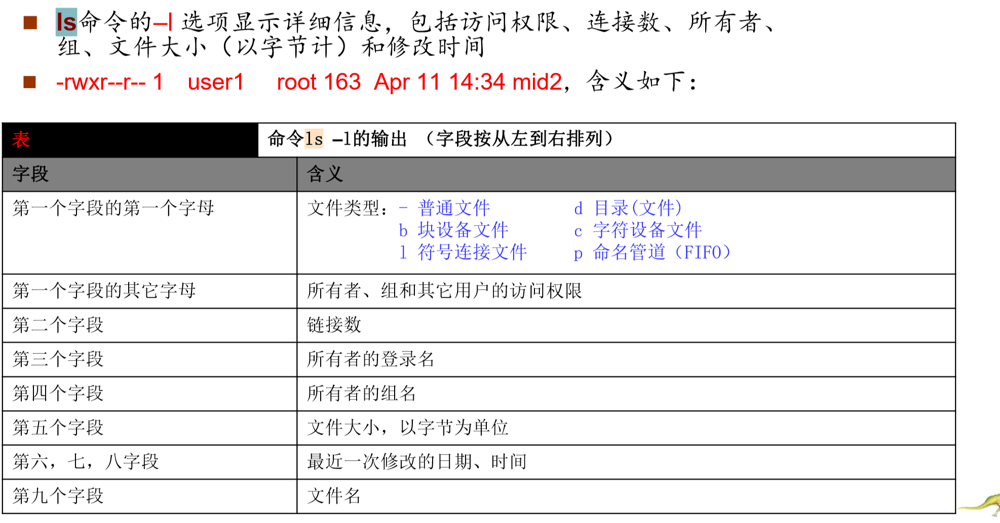 ls命令的–l 选项显示详细信息，包括访问权限、连接数、所有者、
组、文件大小（以字节计）和修改时间
-rwxr--r-- 1 user1 root 163 Apr 11 14:34 mid2，含义如下：
表 命令ls –l的输出 （字段按从左到右排列）
字段 含义
第一个字段的第一个字母 文件类型：- 普通文件 d 目录(文件)
b 块设备文件 c 字符设备文件
l 符号连接文件 p 命名管道（FIFO）
第一个字段的其它字母 所有者、组和其它用户的访问权限
第二个字段 链接数
第三个字段 所有者的登录名
第四个字段 所有者的组名
第五个字段 文件大小，以字节为单位
第六，七，八字段 最近一次修改的日期、时间
第九个字段 文件名